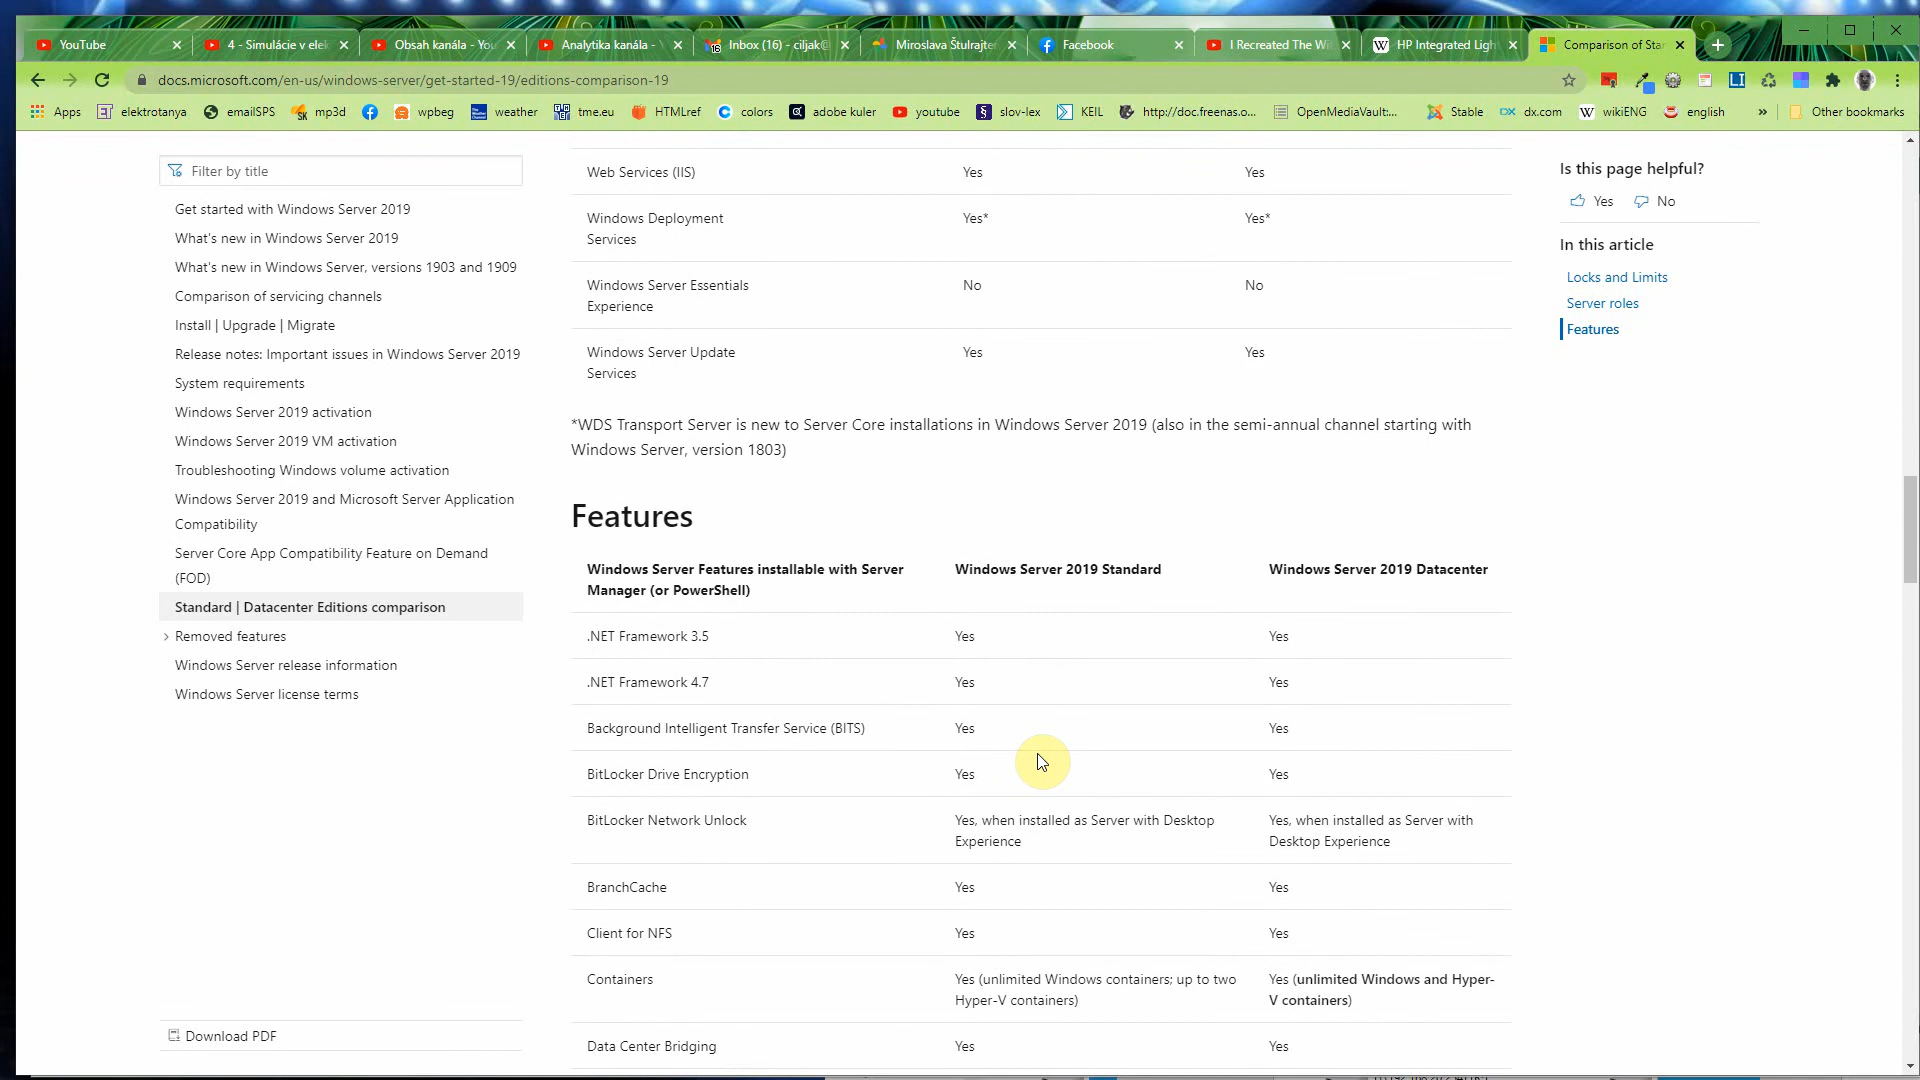 YouTube
4 - Simulácie v elek
Obsah kanála - You
Analytika kanála - Y
Inbox (16) - ciljak@
Miroslava Štulrajter
Facebook
I Recreated The Wi
HP Integrated Ligh
Comparison of Star
docs.microsoft.com/en-us/windows-server/get-started-19/editions-comparison-19
Apps
elektrotanya
emailSPS
mp3d
wpbeg
weather
tme.eu
HTMLref
colors
adobe kuler
youtube
slov-lex
KEIL
http://doc.freenas.o...
OpenMediaVault:...
Stable
dx.com
wikiENG
english
»
Other bookmarks
Filter by title
Get started with Windows Server 2019
What's new in Windows Server 2019
What's new in Windows Server, versions 1903 and 1909
Comparison of servicing channels
Install | Upgrade | Migrate
Release notes: Important issues in Windows Server 2019
System requirements
Windows Server 2019 activation
Windows Server 2019 VM activation
Troubleshooting Windows volume activation
Windows Server 2019 and Microsoft Server Application
Compatibility
Server Core App Compatibility Feature on Demand
(FOD)
Standard | Datacenter Editions comparison
Removed features
Windows Server release information
Windows Server license terms
Download PDF
Web Services (IIS) Yes Yes
Windows Deployment Yes* Yes*
Services
Windows Server Essentials No No
Experience
Windows Server Update Yes Yes
Services
*WDS Transport Server is new to Server Core installations in Windows Server 2019 (also in the semi-annual channel starting with
Windows Server, version 1803)
Features
Windows Server Features installable with Server Windows Server 2019 Standard Windows Server 2019 Datacenter
Manager (or PowerShell)
.NET Framework 3.5 Yes Yes
.NET Framework 4.7 Yes Yes
Background Intelligent Transfer Service (BITS) Yes Yes
BitLocker Drive Encryption Yes Yes
BitLocker Network Unlock Yes, when installed as Server with Desktop Yes, when installed as Server with
Experience Desktop Experience
BranchCache Yes Yes
Client for NFS Yes Yes
Containers Yes (unlimited Windows containers; up to two Yes (unlimited Windows and Hyper-
Hyper-V containers) V containers)
Data Center Bridging Yes Yes
Is this page helpful?
Yes No
In this article
Locks and Limits
Server roles
Features